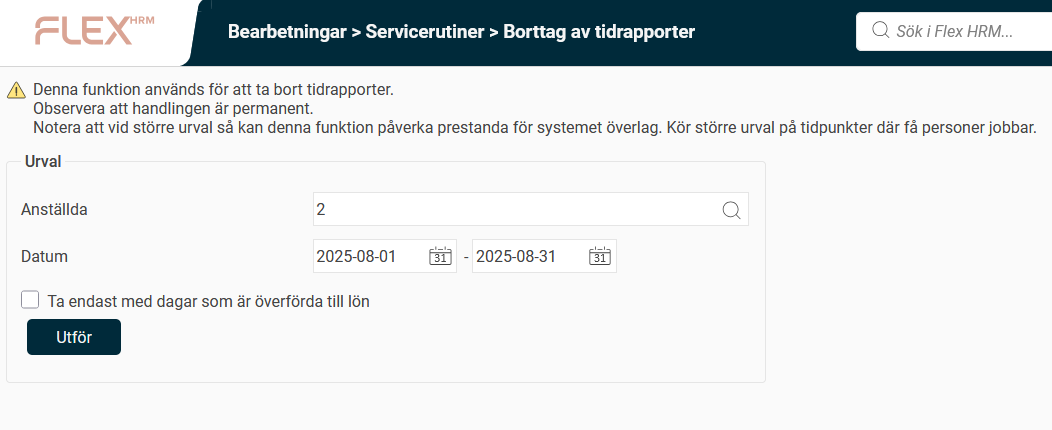 FLEX HRM
Bearbetningar > Servicerutiner > Borttag av tidrapporter
Sök i Flex HRM...
Denna funktion används för att ta bort tidrapporter.
Observera att handlingen är permanent.
Notera att vid större urval så kan denna funktion påverka prestanda för systemet överlag. Kör större urval på tidpunkter där få personer jobbar.
Urval
Anställda 2
Datum 2025-08-01 31 - 2025-08-31 31
Ta endast med dagar som är överförda till lön
Utför